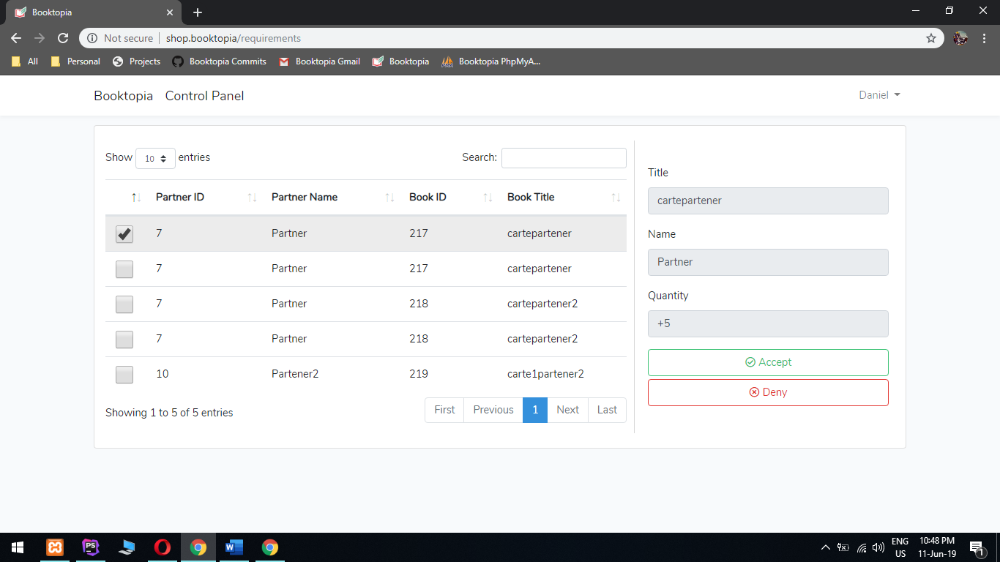 Booktopia
Not secure shop.booktopia/requirements
All Personal Projects Booktopia Commits Booktopia Gmail Booktopia Booktopia PhpMyA...
Booktopia Control Panel Daniel
Show 10 entries Search:
Partner ID Partner Name Book ID Book Title
7 Partner 217 cartepartener
7 Partner 217 cartepartener
7 Partner 218 cartepartener2
7 Partner 218 cartepartener2
10 Partener2 219 carte1partener2
Showing 1 to 5 of 5 entries First Previous 1 Next Last
Title
cartepartener
Name
Partner
Quantity
+5
Accept
Deny
PS
W
ENG
US
10:48 PM
11-Jun-19
1